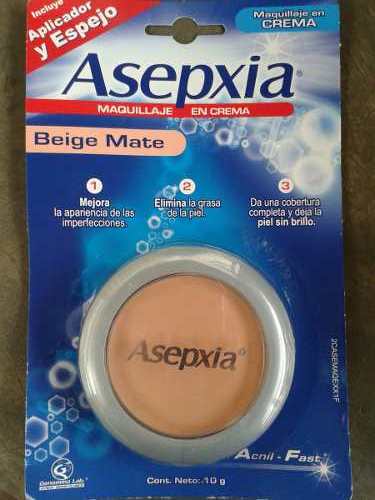 Incluye
Aplicador
y Espejo
Maquillaje en
CREMA
Asepxia®
MAQUILLAJE EN CREMA
Beige Mate
1
Mejora
la apariencia de las
imperfecciones.
2
Elimina la grasa
de la piel.
3
Da una cobertura
completa y deja la
piel sin brillo.
Asepxia®
Acnil - Fast
Genomma Lab.
Cont. Neto: 10 g